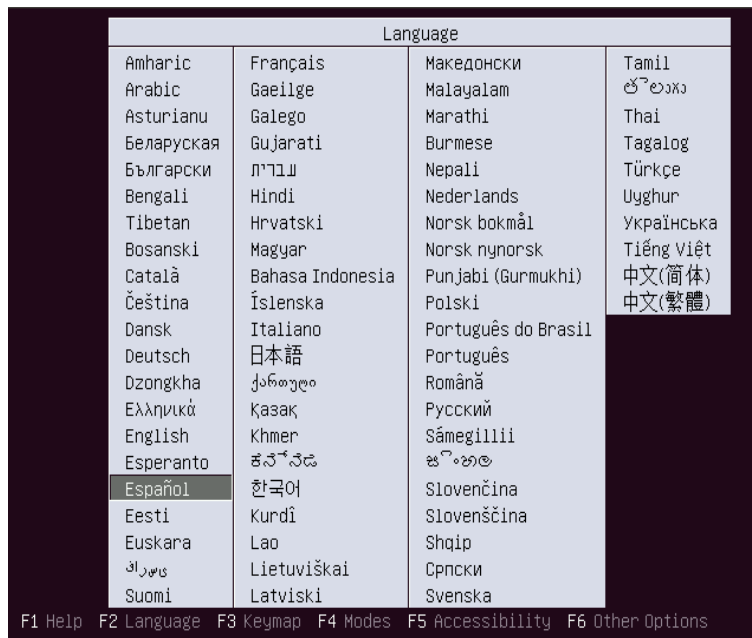 Language
Amharic
Arabic
Asturianu
Беларуская
Български
Bengali
Tibetan
Bosanski
Català
Čeština
Dansk
Deutsch
Dzongkha
Ελληνικά
English
Esperanto
Español
Eesti
Euskara
Suomi
Français
Gaeilge
Galego
Gujarati
עברית
Hindi
Hrvatski
Magyar
Bahasa Indonesia
Íslenska
Italiano
日本語
ქართული
Қазақ
Khmer
ಕನ್ನಡ
한국어
Kurdî
Lao
Lietuviškai
Latviski
Македонски
Malayalam
Marathi
Burmese
Nepali
Nederlands
Norsk bokmål
Norsk nynorsk
Punjabi (Gurmukhi)
Polski
Português do Brasil
Português
Română
Русский
Sámegillii
සිංහල
Slovenčina
Slovenščina
Shqip
Српски
Svenska
Tamil
తెలుగు
Thai
Tagalog
Türkçe
Uyghur
Українська
Tiếng Việt
中文(简体)
中文(繁體)
F1 Help F2 Language F3 Keymap F4 Modes F5 Accessibility F6 Other Options